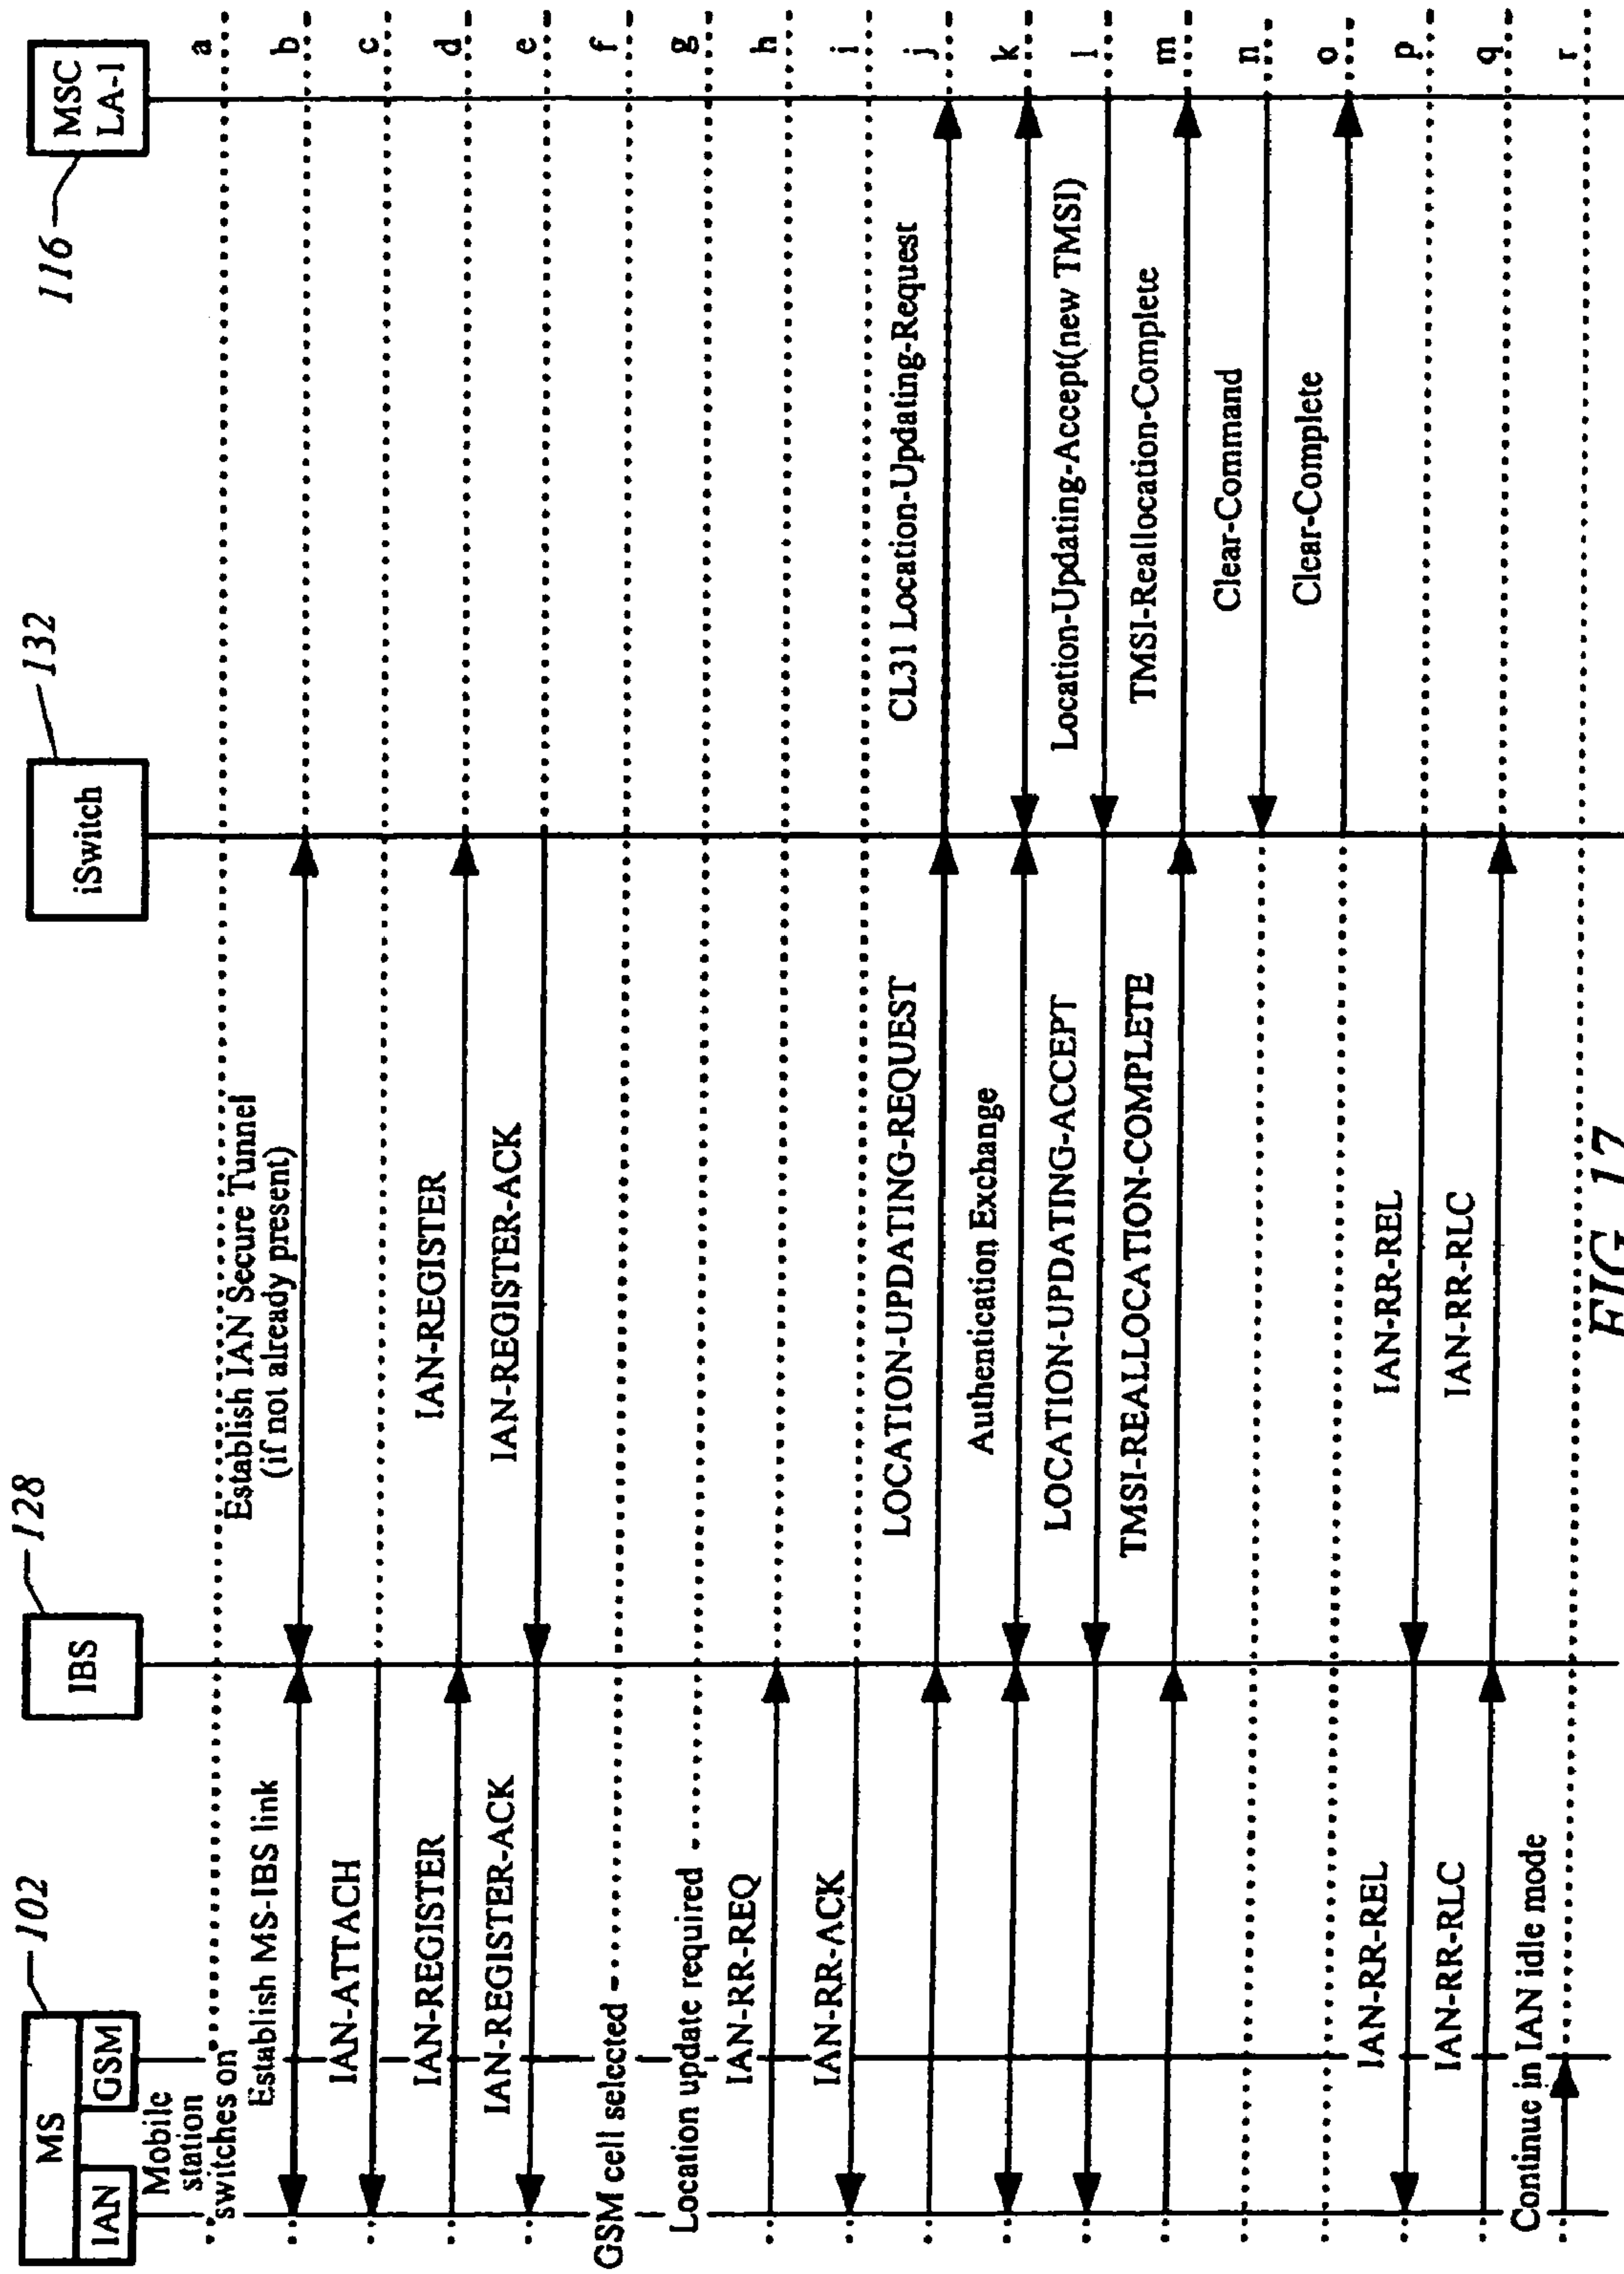 102
128
132
116
MS
IAN
GSM
IBS
iSwitch
MSC
LA-1
Mobile
station
switches on
a
Establish MS-IBS link
Establish IAN Secure Tunnel
(if not already present)
b
IAN-ATTACH
c
IAN-REGISTER
IAN-REGISTER
d
IAN-REGISTER-ACK
IAN-REGISTER-ACK
e
GSM cell selected
f
Location update required
g
IAN-RR-REQ
h
IAN-RR-ACK
i
LOCATION-UPDATING-REQUEST
CL31 Location-Updating-Request
j
Authentication Exchange
k
LOCATION-UPDATING-ACCEPT
Location-Updating-Accept(new TMSI)
l
TMSI-REALLOCATION-COMPLETE
TMSI-Reallocation-Complete
m
Clear-Command
n
Clear-Complete
o
IAN-RR-REL
IAN-RR-REL
p
IAN-RR-RLC
IAN-RR-RLC
q
Continue in IAN idle mode
r
FIG. 17